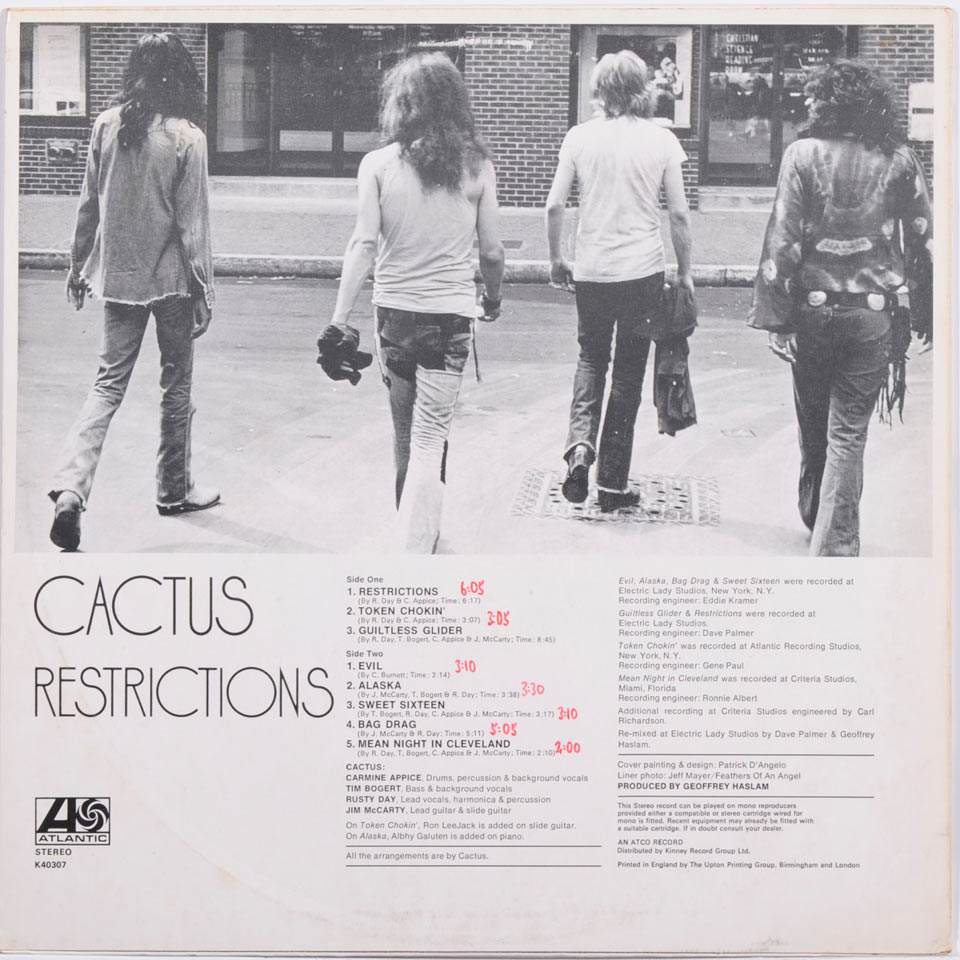 CHRISTIAN
SCIENCE
READING
ROOM
CACTUS
RESTRICTIONS
ATLANTIC
STEREO
K40307
Side One
1. RESTRICTIONS 6:05
(By R. Day & C. Appice; Time: 6:17)
2. TOKEN CHOKIN'
(By R. Day & C. Appice; Time: 3:07) 3:05
3. GUILTLESS GLIDER
(By R. Day, T. Bogert, C. Appice & J. McCarty; Time: 8:45)
Side Two
1. EVIL 3:10
(By C. Burnett; Time: 3:14)
2. ALASKA
(By J. McCarty, T. Bogert & R. Day; Time: 3:38) 3:30
3. SWEET SIXTEEN
(By T. Bogert, R. Day, C. Appice & J. McCarty; Time: 3:17) 3:10
4. BAG DRAG
(By J. McCarty & R. Day; Time: 5:11) 5:05
5. MEAN NIGHT IN CLEVELAND
(By R. Day, T. Bogert, C. Appice & J. McCarty; Time: 2:10) 2:00
CACTUS:
CARMINE APPICE, Drums, percussion & background vocals
TIM BOGERT, Bass & background vocals
RUSTY DAY, Lead vocals, harmonica & percussion
JIM McCARTY, Lead guitar & slide guitar
On Token Chokin', Ron LeeJack is added on slide guitar.
On Alaska, Albhy Galuten is added on piano.
All the arrangements are by Cactus.
Evil, Alaska, Bag Drag & Sweet Sixteen were recorded at
Electric Lady Studios, New York, N.Y.
Recording engineer: Eddie Kramer
Guiltless Glider & Restrictions were recorded at
Electric Lady Studios.
Recording engineer: Dave Palmer
Token Chokin' was recorded at Atlantic Recording Studios,
New York, N.Y.
Recording engineer: Gene Paul
Mean Night in Cleveland was recorded at Criteria Studios,
Miami, Florida
Recording engineer: Ronnie Albert
Additional recording at Criteria Studios engineered by Carl
Richardson.
Re-mixed at Electric Lady Studios by Dave Palmer & Geoffrey
Haslam.
Cover painting & design: Patrick D'Angelo
Liner photo: Jeff Mayer/Feathers Of An Angel
PRODUCED BY GEOFFREY HASLAM
This Stereo record can be played on mono reproducers
provided either a compatible or stereo cartridge wired for
mono is fitted. Recent equipment may already be fitted with
a suitable cartridge. If in doubt consult your dealer.
AN ATCO RECORD
Distributed by Kinney Record Group Ltd.
Printed in England by The Upton Printing Group, Birmingham and London